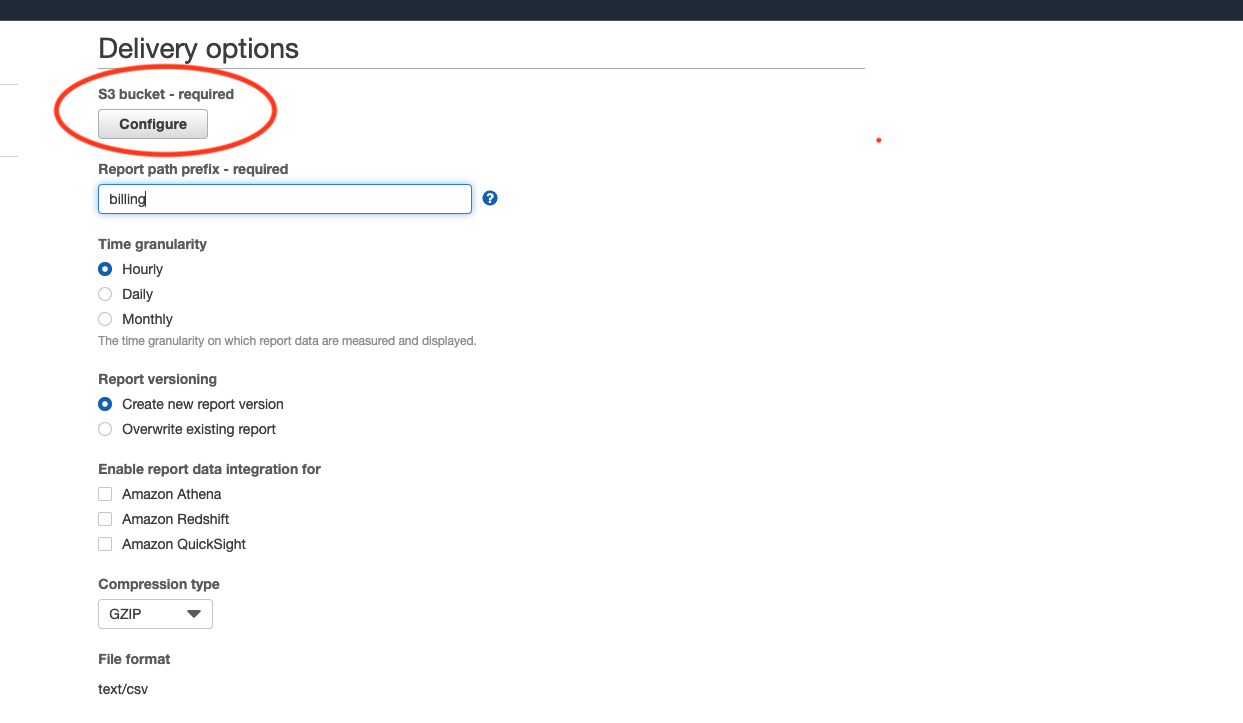 Delivery options
S3 bucket - required
Configure
Report path prefix - required
billing
?
Time granularity
Hourly
Daily
Monthly
The time granularity on which report data are measured and displayed.
Report versioning
Create new report version
Overwrite existing report
Enable report data integration for
Amazon Athena
Amazon Redshift
Amazon QuickSight
Compression type
GZIP
File format
text/csv